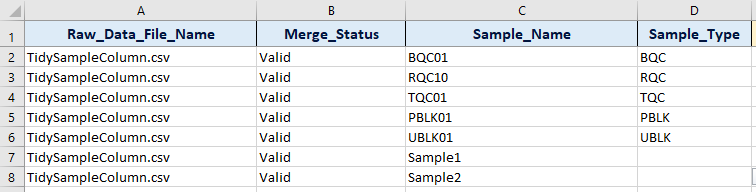 A B C D
1 Raw_Data_File_Name Merge_Status Sample_Name Sample_Type
2 TidySampleColumn.csv Valid BQC01 BQC
3 TidySampleColumn.csv Valid RQC10 RQC
4 TidySampleColumn.csv Valid TQC01 TQC
5 TidySampleColumn.csv Valid PBLK01 PBLK
6 TidySampleColumn.csv Valid UBLK01 UBLK
7 TidySampleColumn.csv Valid Sample1
8 TidySampleColumn.csv Valid Sample2